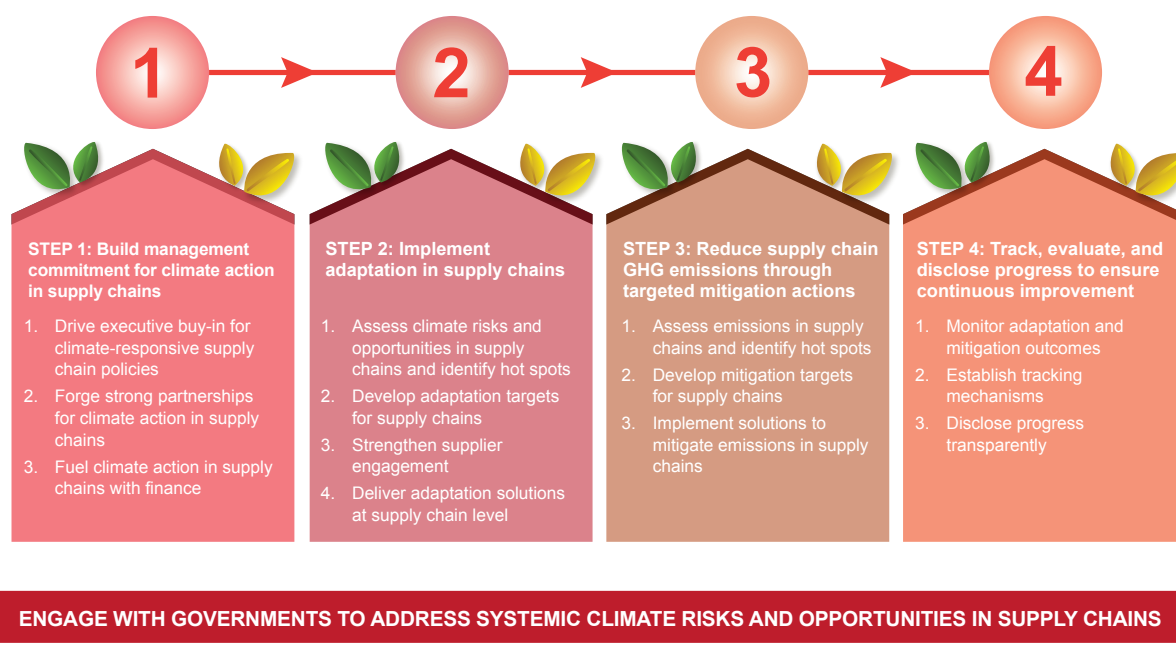 1
2
3
4
STEP 1: Build management
commitment for climate action
in supply chains
1. Drive executive buy-in for
climate-responsive supply
chain policies
2. Forge strong partnerships
for climate action in supply
chains
3. Fuel climate action in supply
chains with finance
STEP 2: Implement
adaptation in supply chains
1. Assess climate risks and
opportunities in supply
chains and identify hot spots
2. Develop adaptation targets
for supply chains
3. Strengthen supplier
engagement
4. Deliver adaptation solutions
at supply chain level
STEP 3: Reduce supply chain
GHG emissions through
targeted mitigation actions
1. Assess emissions in supply
chains and identify hot spots
2. Develop mitigation targets
for supply chains
3. Implement solutions to
mitigate emissions in supply
chains
STEP 4: Track, evaluate, and
disclose progress to ensure
continuous improvement
1. Monitor adaptation and
mitigation outcomes
2. Establish tracking
mechanisms
3. Disclose progress
transparently
ENGAGE WITH GOVERNMENTS TO ADDRESS SYSTEMIC CLIMATE RISKS AND OPPORTUNITIES IN SUPPLY CHAINS